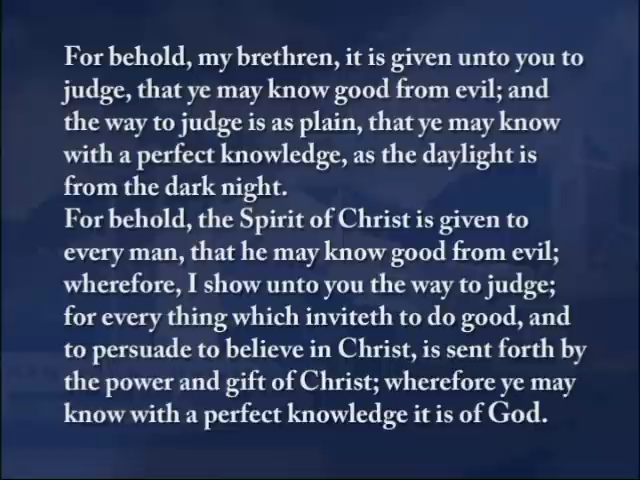 For behold, my brethren, it is given unto you to
judge, that ye may know good from evil; and
the way to judge is as plain, that ye may know
with a perfect knowledge, as the daylight is
from the dark night.
For behold, the Spirit of Christ is given to
every man, that he may know good from evil;
wherefore, I show unto you the way to judge;
for every thing which inviteth to do good, and
to persuade to believe in Christ, is sent forth by
the power and gift of Christ; wherefore ye may
know with a perfect knowledge it is of God.